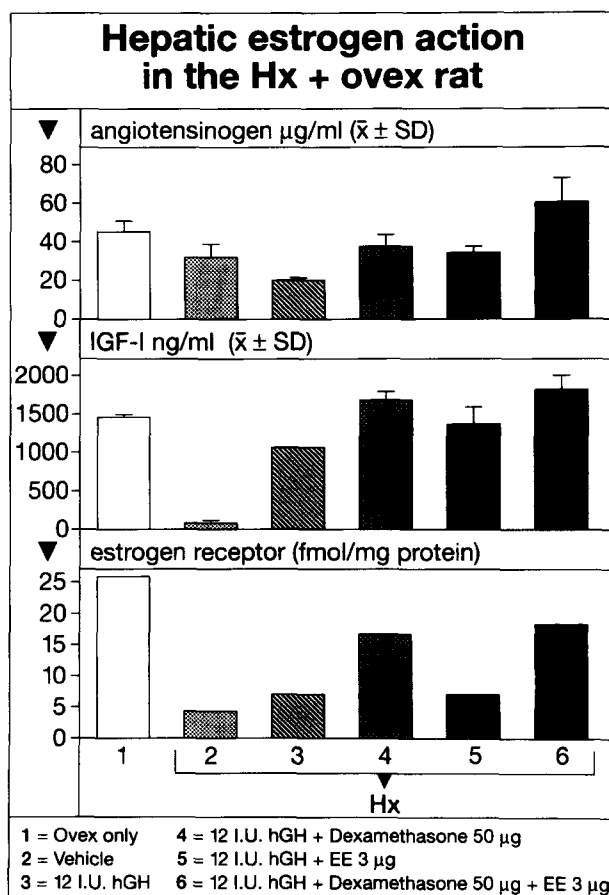 Hepatic estrogen action
in the Hx + ovex rat
▼ angiotensinogen µg/ml (x̄ ± SD)
80
60
40
20
0
▼ IGF-I ng/ml (x̄ ± SD)
2000
1500
1000
500
0
▼ estrogen receptor (fmol/mg protein)
25
20
15
10
5
0
1 2 3 4 5 6
Hx
1 = Ovex only 4 = 12 I.U. hGH + Dexamethasone 50 µg
2 = Vehicle 5 = 12 I.U. hGH + EE 3 µg
3 = 12 I.U. hGH 6 = 12 I.U. hGH + Dexamethasone 50 µg + EE 3 µg